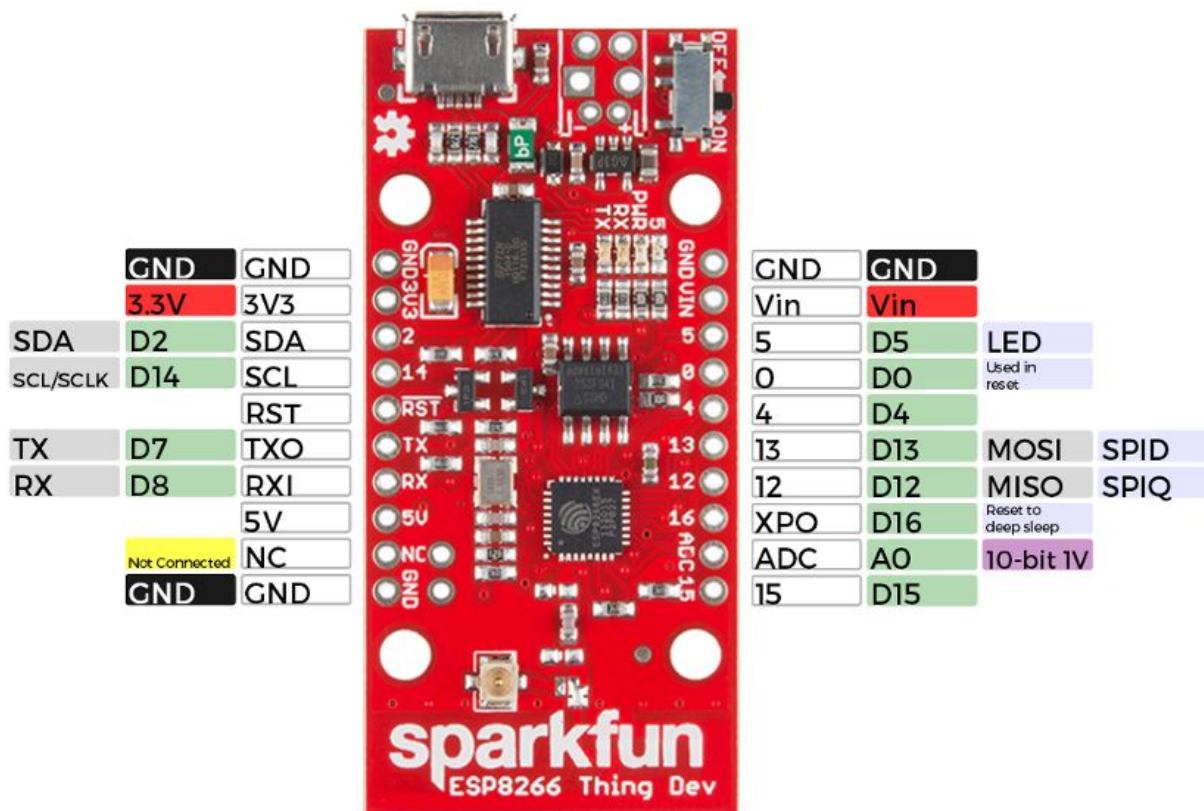 OFF
ON
bP
TX
RX
PWR
5
GND GND
3.3V 3V3
SDA D2 SDA
SCL/SCLK D14 SCL
RST
TX D7 TXO
RX D8 RXI
5V
Not Connected NC
GND GND
GND
3V3
2
14
RST
TX
RX
5V
NC
GND
GND
VIN
5
0
4
13
12
16
ADC
15
GND GND
Vin Vin
5 D5 LED
0 D0 Used in
reset
4 D4
13 D13 MOSI SPID
12 D12 MISO SPIQ
XPO D16 Reset to
deep sleep
ADC A0 10-bit 1V
15 D15
sparkfun
ESP8266 Thing Dev